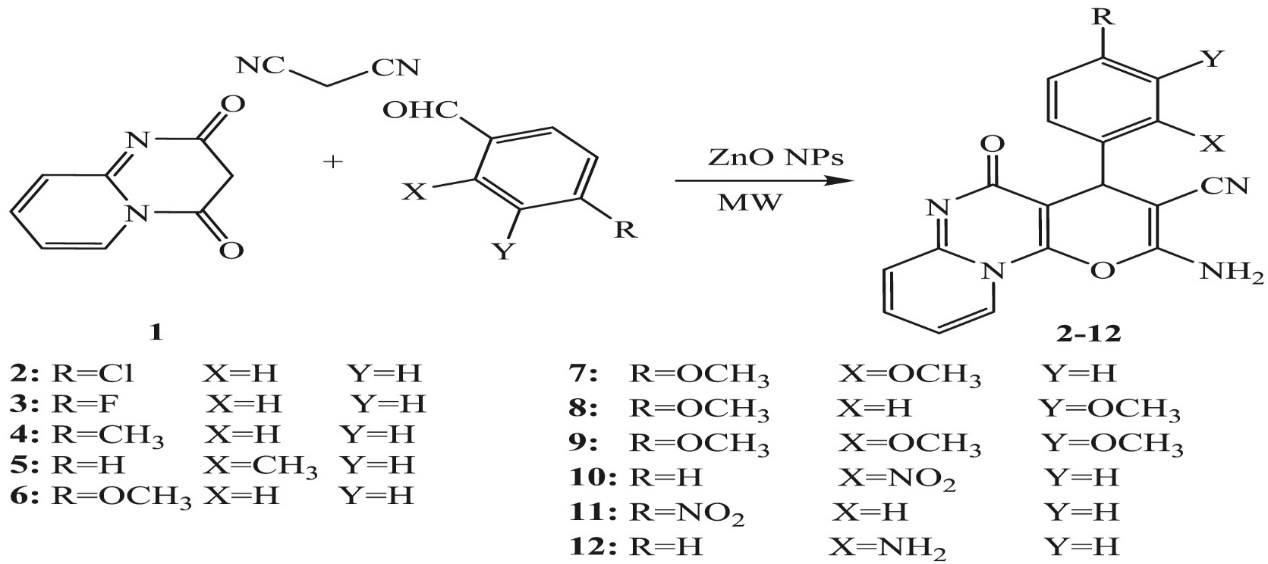 NC CN
OHC
O
N
N
O
+
X
Y
R
ZnO NPs
MW
R
Y
X
O
N
N
CN
O
NH₂
1
2-12
2: R=Cl X=H Y=H
3: R=F X=H Y=H
4: R=CH₃ X=H Y=H
5: R=H X=CH₃ Y=H
6: R=OCH₃ X=H Y=H
7: R=OCH₃ X=OCH₃ Y=H
8: R=OCH₃ X=H Y=OCH₃
9: R=OCH₃ X=OCH₃ Y=OCH₃
10: R=H X=NO₂ Y=H
11: R=NO₂ X=H Y=H
12: R=H X=NH₂ Y=H